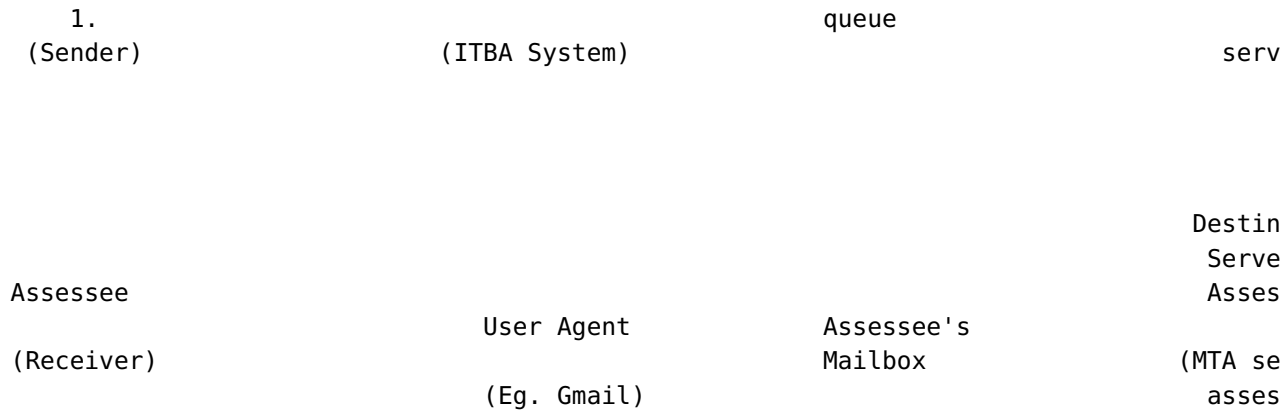 1. queue
(Sender) (ITBA System) serv
Destin
Serve
Assessee Asses
User Agent Assessee's
(Receiver) Mailbox (MTA se
(Eg. Gmail) asses